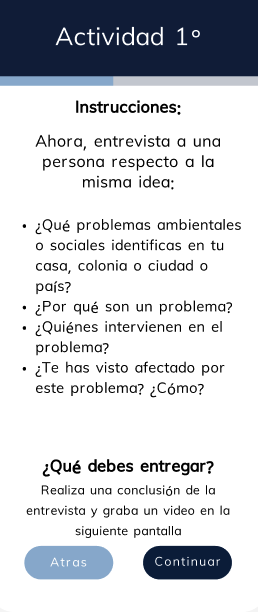 Actividad 1°
Instrucciones:
Ahora, entrevista a una
persona respecto a la
misma idea:
• ¿Qué problemas ambientales
o sociales identificas en tu
casa, colonia o ciudad o
país?
• ¿Por qué son un problema?
• ¿Quiénes intervienen en el
problema?
• ¿Te has visto afectado por
este problema? ¿Cómo?
¿Qué debes entregar?
Realiza una conclusión de la
entrevista y graba un video en la
siguiente pantalla
Atras
Continuar